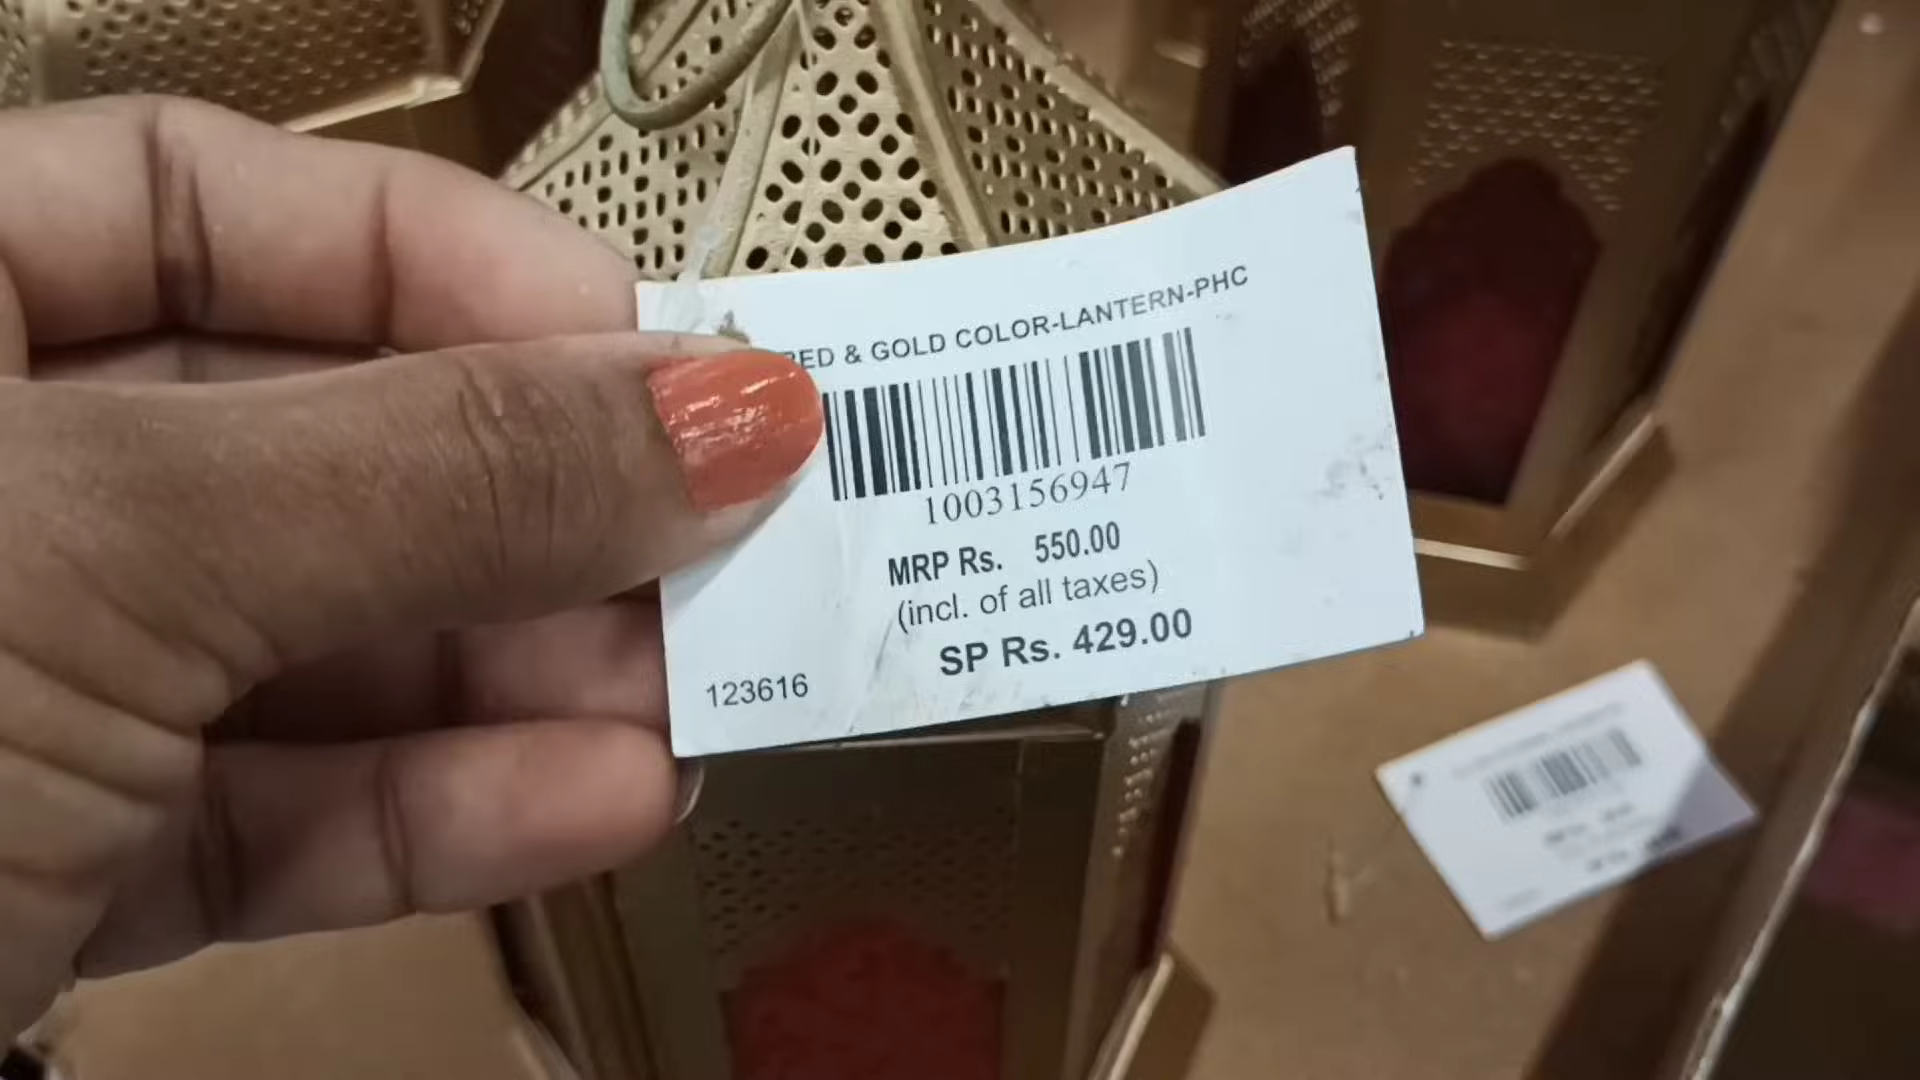 RED & GOLD COLOR-LANTERN-PHC
1003156947
MRP Rs. 550.00
(incl. of all taxes)
SP Rs. 429.00
123616